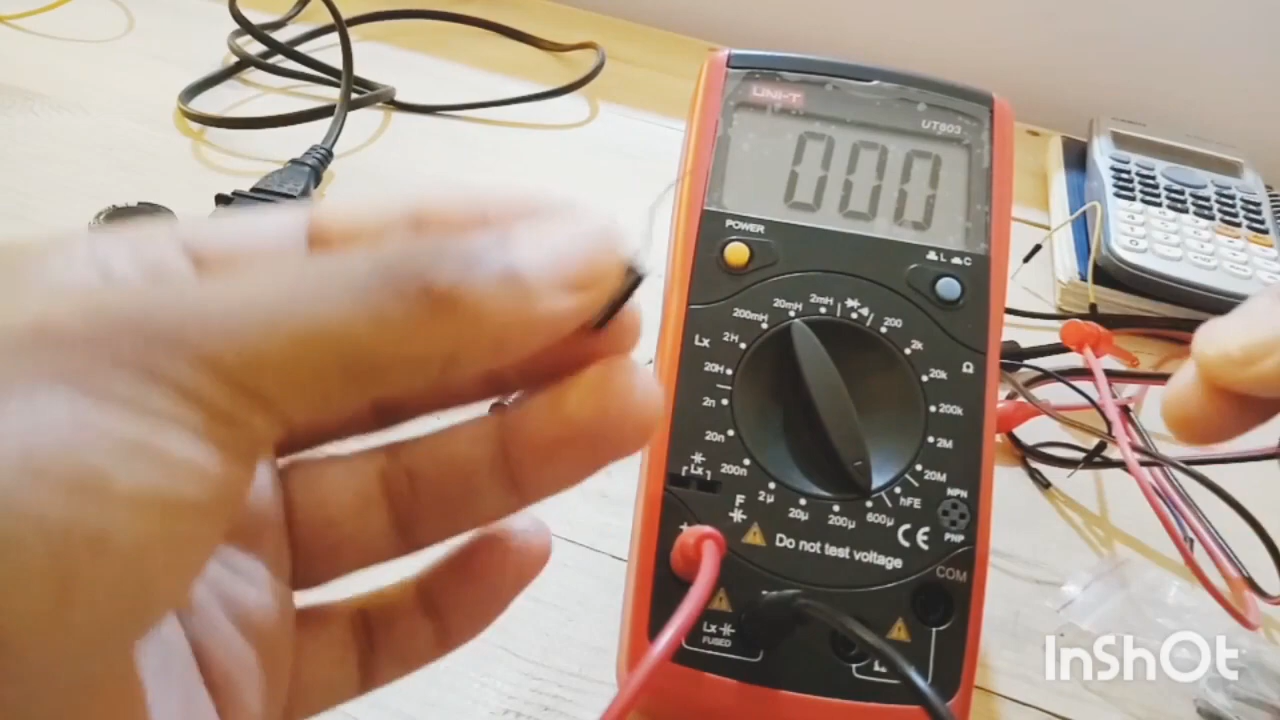 UNI-T
UT603
000
POWER
L C
200mH
20mH
2mH
200
2k
20k
Ω
200k
2M
20M
hFE
Lx
2H
20H
2n
20n
200n
2µ
20µ
200µ
600µ
F
Lx
NPN
PNP
CE
Do not test voltage
COM
Lx
FUSED
Ω
InShOt